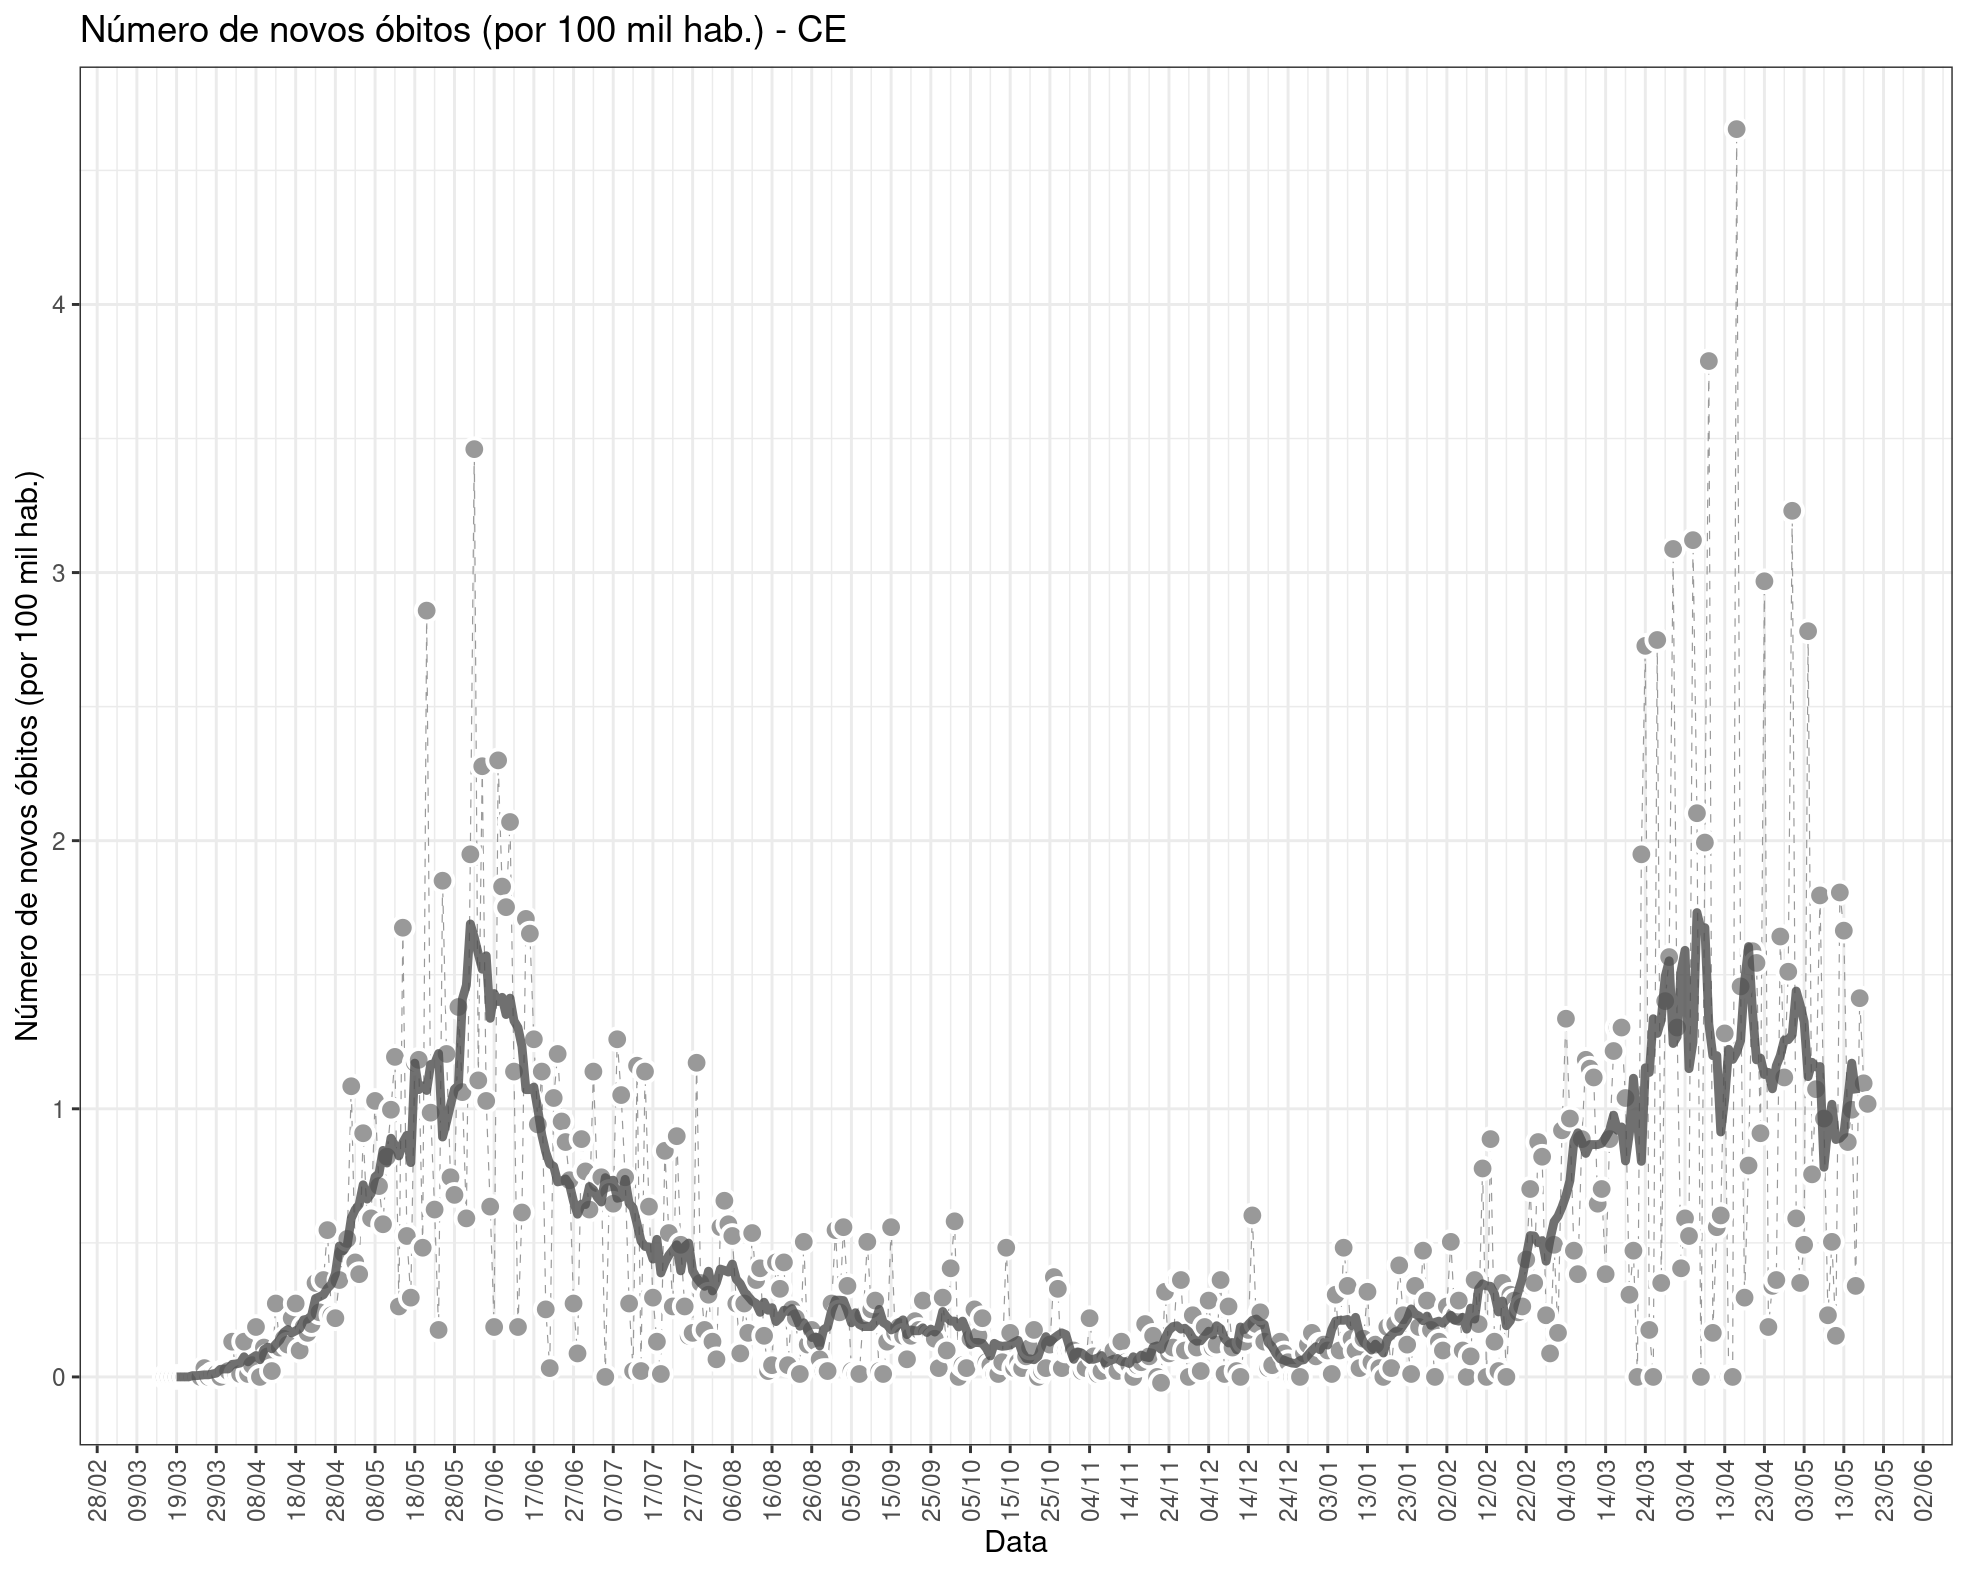 Número de novos óbitos (por 100 mil hab.) - CE
Número de novos óbitos (por 100 mil hab.)
4
3
2
1
0
28/02 09/03 19/03 29/03 08/04 18/04 28/04 08/05 18/05 28/05 07/06 17/06 27/06 07/07 17/07 27/07 06/08 16/08 26/08 05/09 15/09 25/09 05/10 15/10 25/10 04/11 14/11 24/11 04/12 14/12 24/12 03/01 13/01 23/01 02/02 12/02 22/02 04/03 14/03 24/03 03/04 13/04 23/04 03/05 13/05 23/05 02/06
Data